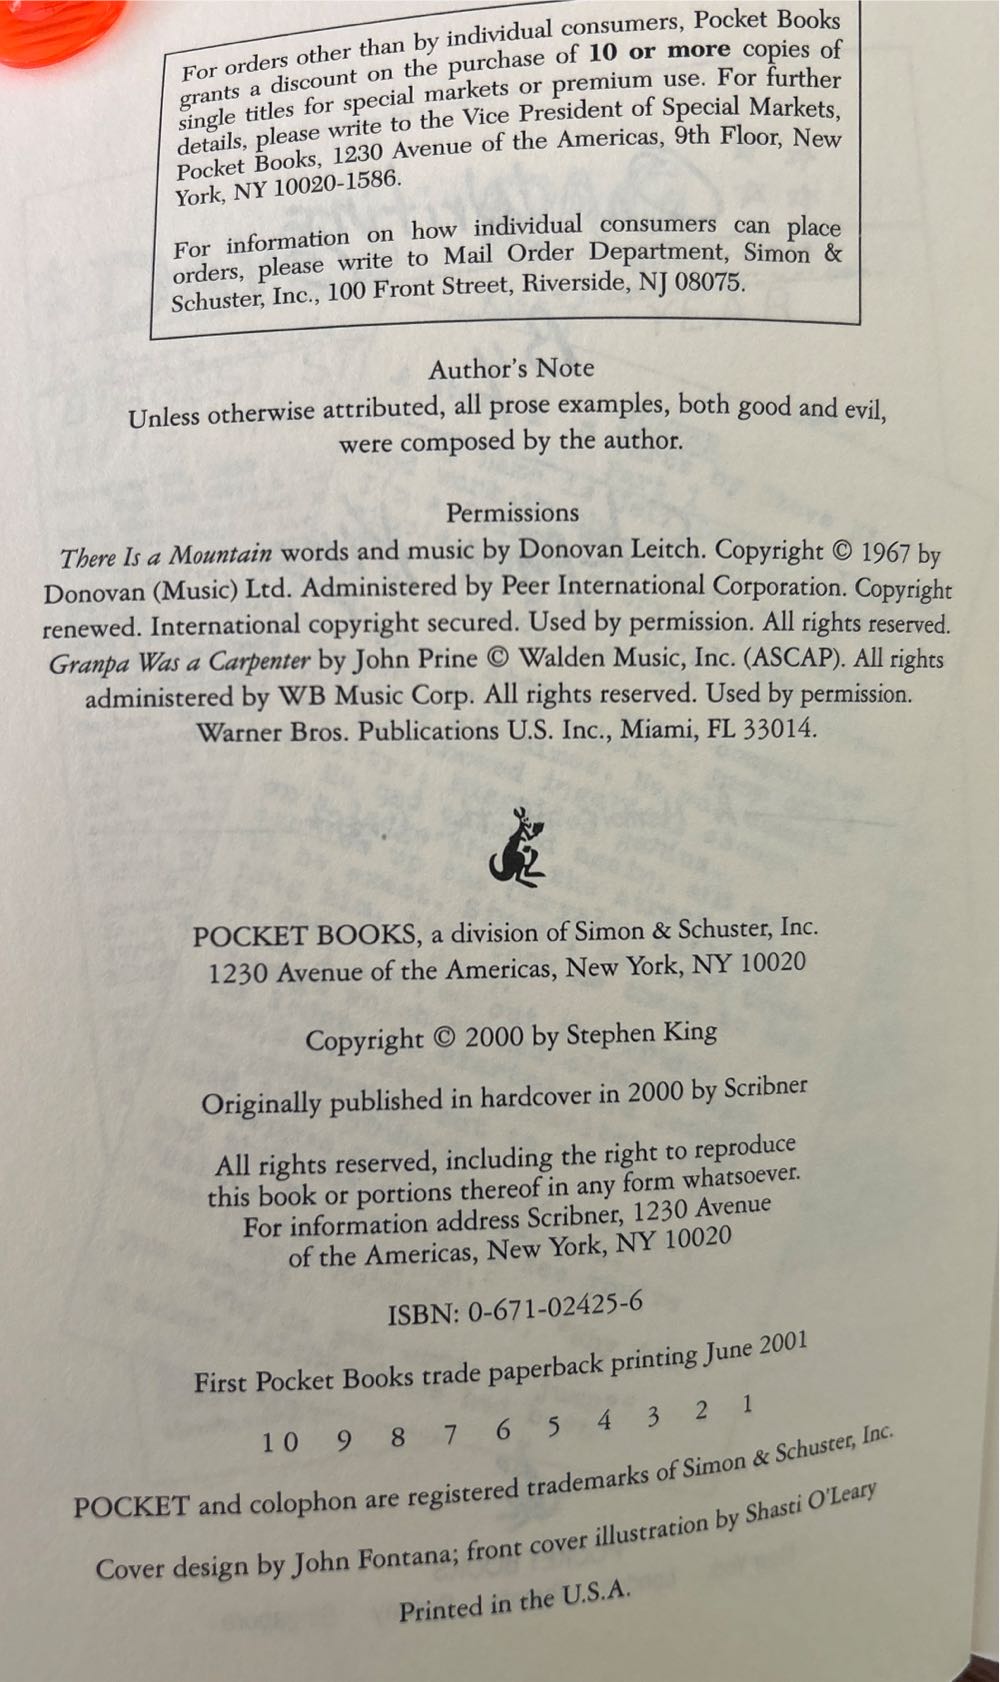 For orders other than by individual consumers, Pocket Books
grants a discount on the purchase of 10 or more copies of
single titles for special markets or premium use. For further
details, please write to the Vice President of Special Markets,
Pocket Books, 1230 Avenue of the Americas, 9th Floor, New
York, NY 10020-1586.
For information on how individual consumers can place
orders, please write to Mail Order Department, Simon &
Schuster, Inc., 100 Front Street, Riverside, NJ 08075.
Author's Note
Unless otherwise attributed, all prose examples, both good and evil,
were composed by the author.
Permissions
There Is a Mountain words and music by Donovan Leitch. Copyright © 1967 by
Donovan (Music) Ltd. Administered by Peer International Corporation. Copyright
renewed. International copyright secured. Used by permission. All rights reserved.
Granpa Was a Carpenter by John Prine © Walden Music, Inc. (ASCAP). All rights
administered by WB Music Corp. All rights reserved. Used by permission.
Warner Bros. Publications U.S. Inc., Miami, FL 33014.
POCKET BOOKS, a division of Simon & Schuster, Inc.
1230 Avenue of the Americas, New York, NY 10020
Copyright © 2000 by Stephen King
Originally published in hardcover in 2000 by Scribner
All rights reserved, including the right to reproduce
this book or portions thereof in any form whatsoever.
For information address Scribner, 1230 Avenue
of the Americas, New York, NY 10020
ISBN: 0-671-02425-6
First Pocket Books trade paperback printing June 2001
10 9 8 7 6 5 4 3 2 1
POCKET and colophon are registered trademarks of Simon & Schuster, Inc.
Cover design by John Fontana; front cover illustration by Shasti O'Leary
Printed in the U.S.A.